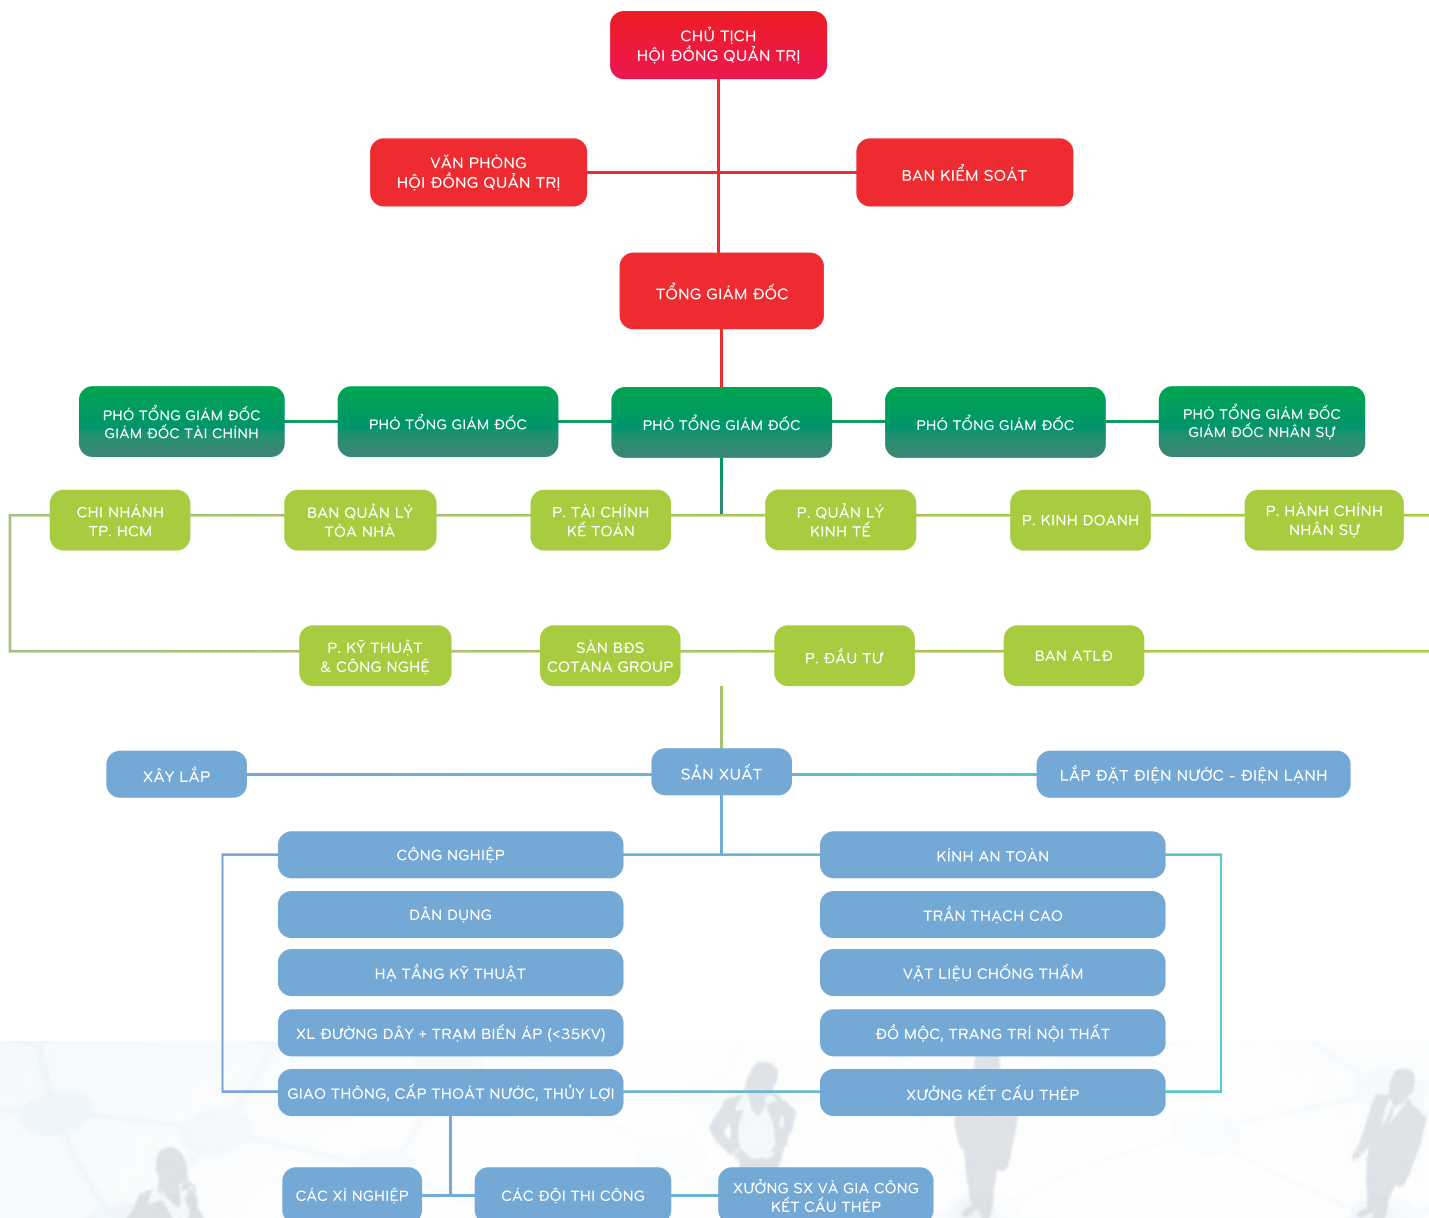 CHỦ TỊCH
HỘI ĐỒNG QUẢN TRỊ
VĂN PHÒNG
HỘI ĐỒNG QUẢN TRỊ
BAN KIỂM SOÁT
TỔNG GIÁM ĐỐC
PHÓ TỔNG GIÁM ĐỐC
GIÁM ĐỐC TÀI CHÍNH
PHÓ TỔNG GIÁM ĐỐC
PHÓ TỔNG GIÁM ĐỐC
PHÓ TỔNG GIÁM ĐỐC
PHÓ TỔNG GIÁM ĐỐC
GIÁM ĐỐC NHÂN SỰ
CHI NHÁNH
TP. HCM
BAN QUẢN LÝ
TÒA NHÀ
P. TÀI CHÍNH
KẾ TOÁN
P. QUẢN LÝ
KINH TẾ
P. KINH DOANH
P. HÀNH CHÍNH
NHÂN SỰ
P. KỸ THUẬT
& CÔNG NGHỆ
SÀN BĐS
COTANA GROUP
P. ĐẦU TƯ
BAN ATLĐ
XÂY LẮP
SẢN XUẤT
LẮP ĐẶT ĐIỆN NƯỚC - ĐIỆN LẠNH
CÔNG NGHIỆP
KÍNH AN TOÀN
DÂN DỤNG
TRẦN THẠCH CAO
HẠ TẦNG KỸ THUẬT
VẬT LIỆU CHỐNG THẤM
XL ĐƯỜNG DÂY + TRẠM BIẾN ÁP (<35KV)
ĐỒ MỘC, TRANG TRÍ NỘI THẤT
GIAO THÔNG, CẤP THOÁT NƯỚC, THỦY LỢI
XƯỞNG KẾT CẤU THÉP
CÁC XÍ NGHIỆP
CÁC ĐỘI THI CÔNG
XƯỞNG SX VÀ GIA CÔNG
KẾT CẤU THÉP